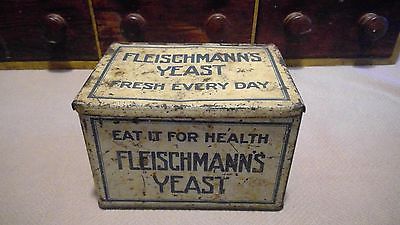 FLEISCHMANN'S
YEAST
FRESH EVERY DAY
EAT IT FOR HEALTH
FLEISCHMANN'S
YEAST